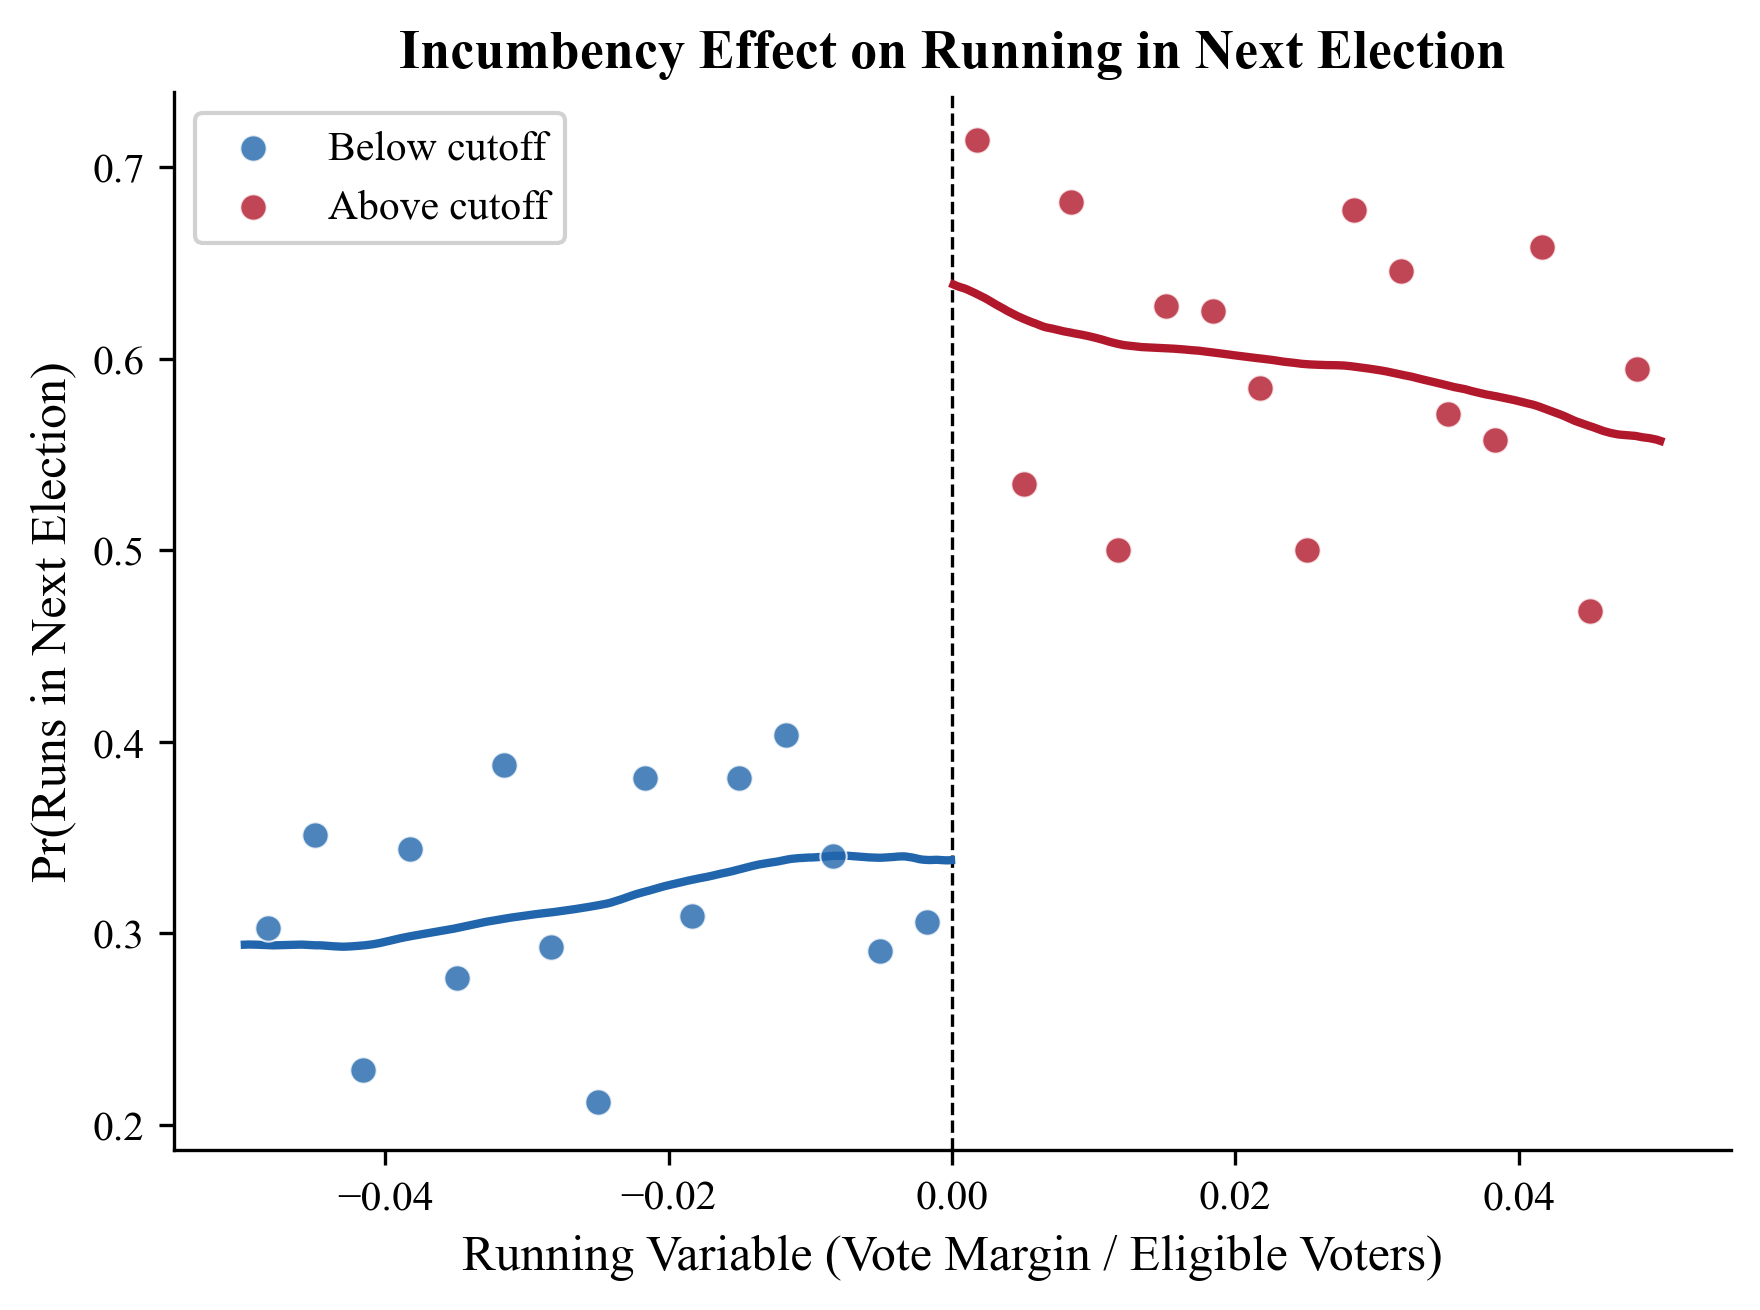 Incumbency Effect on Running in Next Election
Below cutoff
Above cutoff
Pr(Runs in Next Election)
0.7
0.6
0.5
0.4
0.3
0.2
−0.04 −0.02 0.00 0.02 0.04
Running Variable (Vote Margin / Eligible Voters)